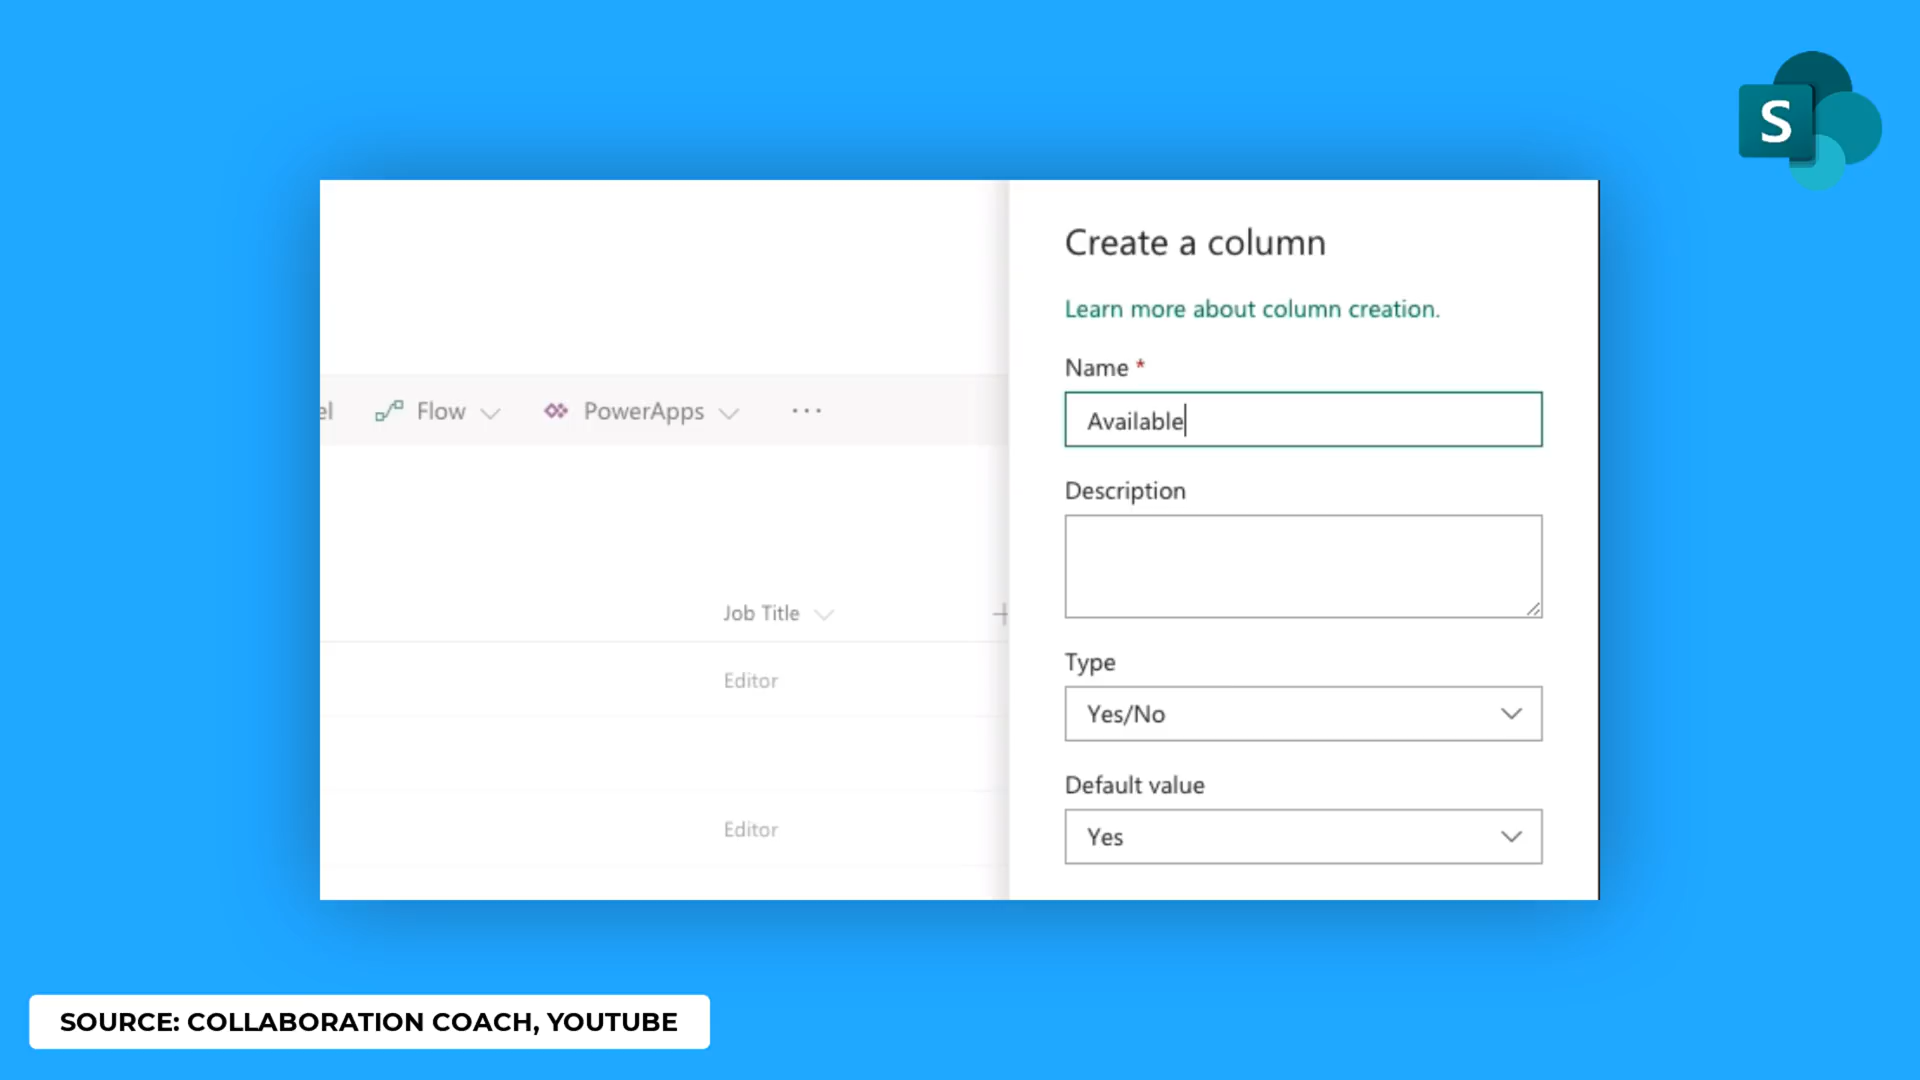 S
Create a column
Learn more about column creation.
Name *
Available
el Flow PowerApps ...
Description
Job Title
Type
Editor
Yes/No
Default value
Editor
Yes
SOURCE: COLLABORATION COACH, YOUTUBE